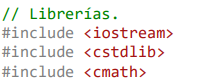 // Librerías.
#include <iostream>
#include <cstdlib>
#include <cmath>